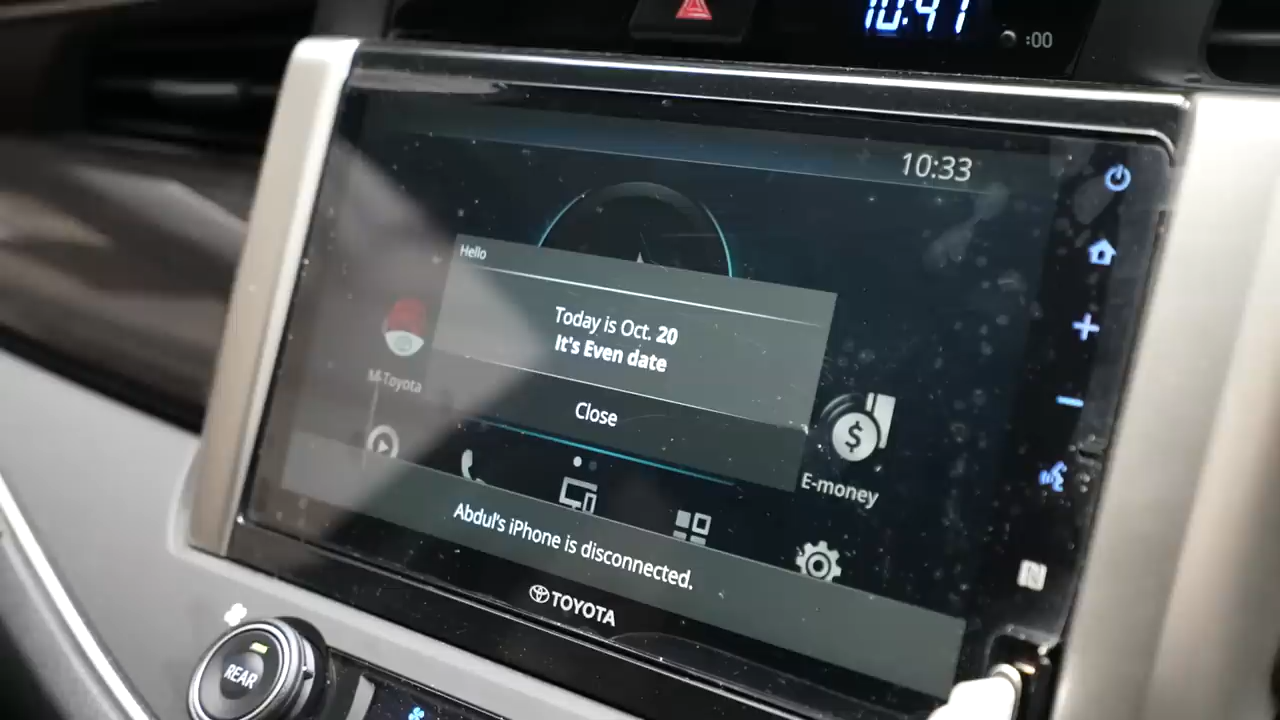 10:47
:00
10:33
Hello
Today is Oct. 20
It's Even date
Close
M-Toyota
E-money
Abdul's iPhone is disconnected.
TOYOTA
REAR